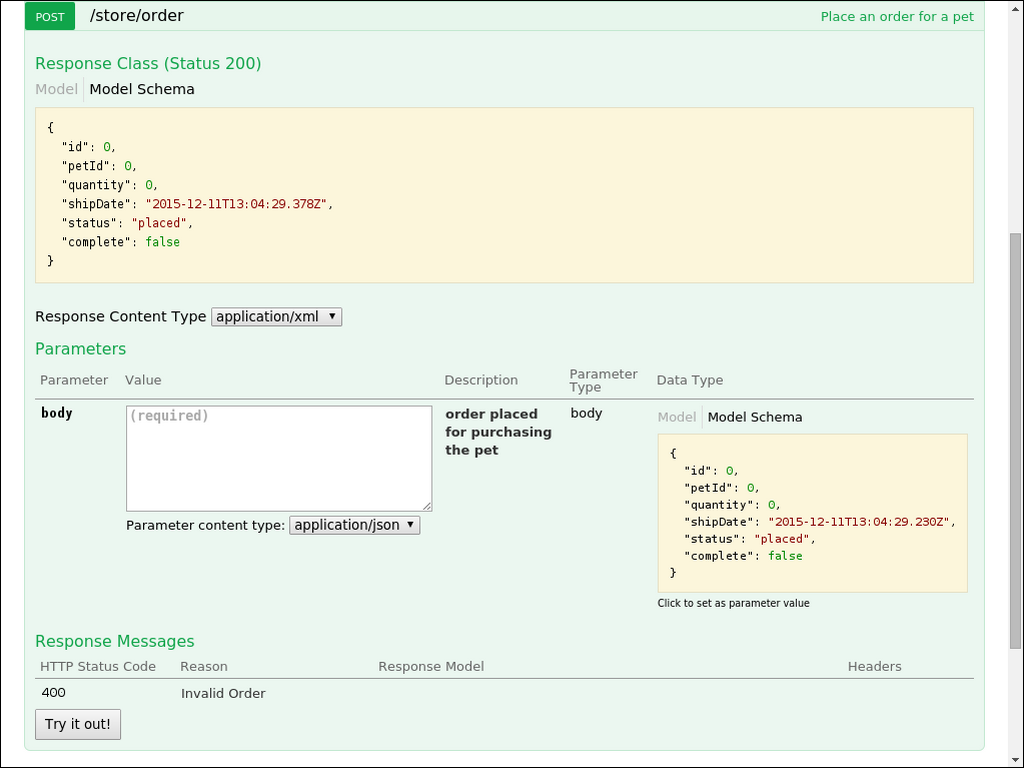 POST /store/order Place an order for a pet
Response Class (Status 200)
Model Model Schema
{
"id": 0,
"petId": 0,
"quantity": 0,
"shipDate": "2015-12-11T13:04:29.378Z",
"status": "placed",
"complete": false
}
Response Content Type application/xml
Parameters
Parameter Value Description Parameter Type Data Type
body (required) order placed for purchasing the pet body Model Model Schema
{
"id": 0,
"petId": 0,
"quantity": 0,
"shipDate": "2015-12-11T13:04:29.230Z",
"status": "placed",
"complete": false
}
Parameter content type: application/json
Click to set as parameter value
Response Messages
HTTP Status Code Reason Response Model Headers
400 Invalid Order
Try it out!